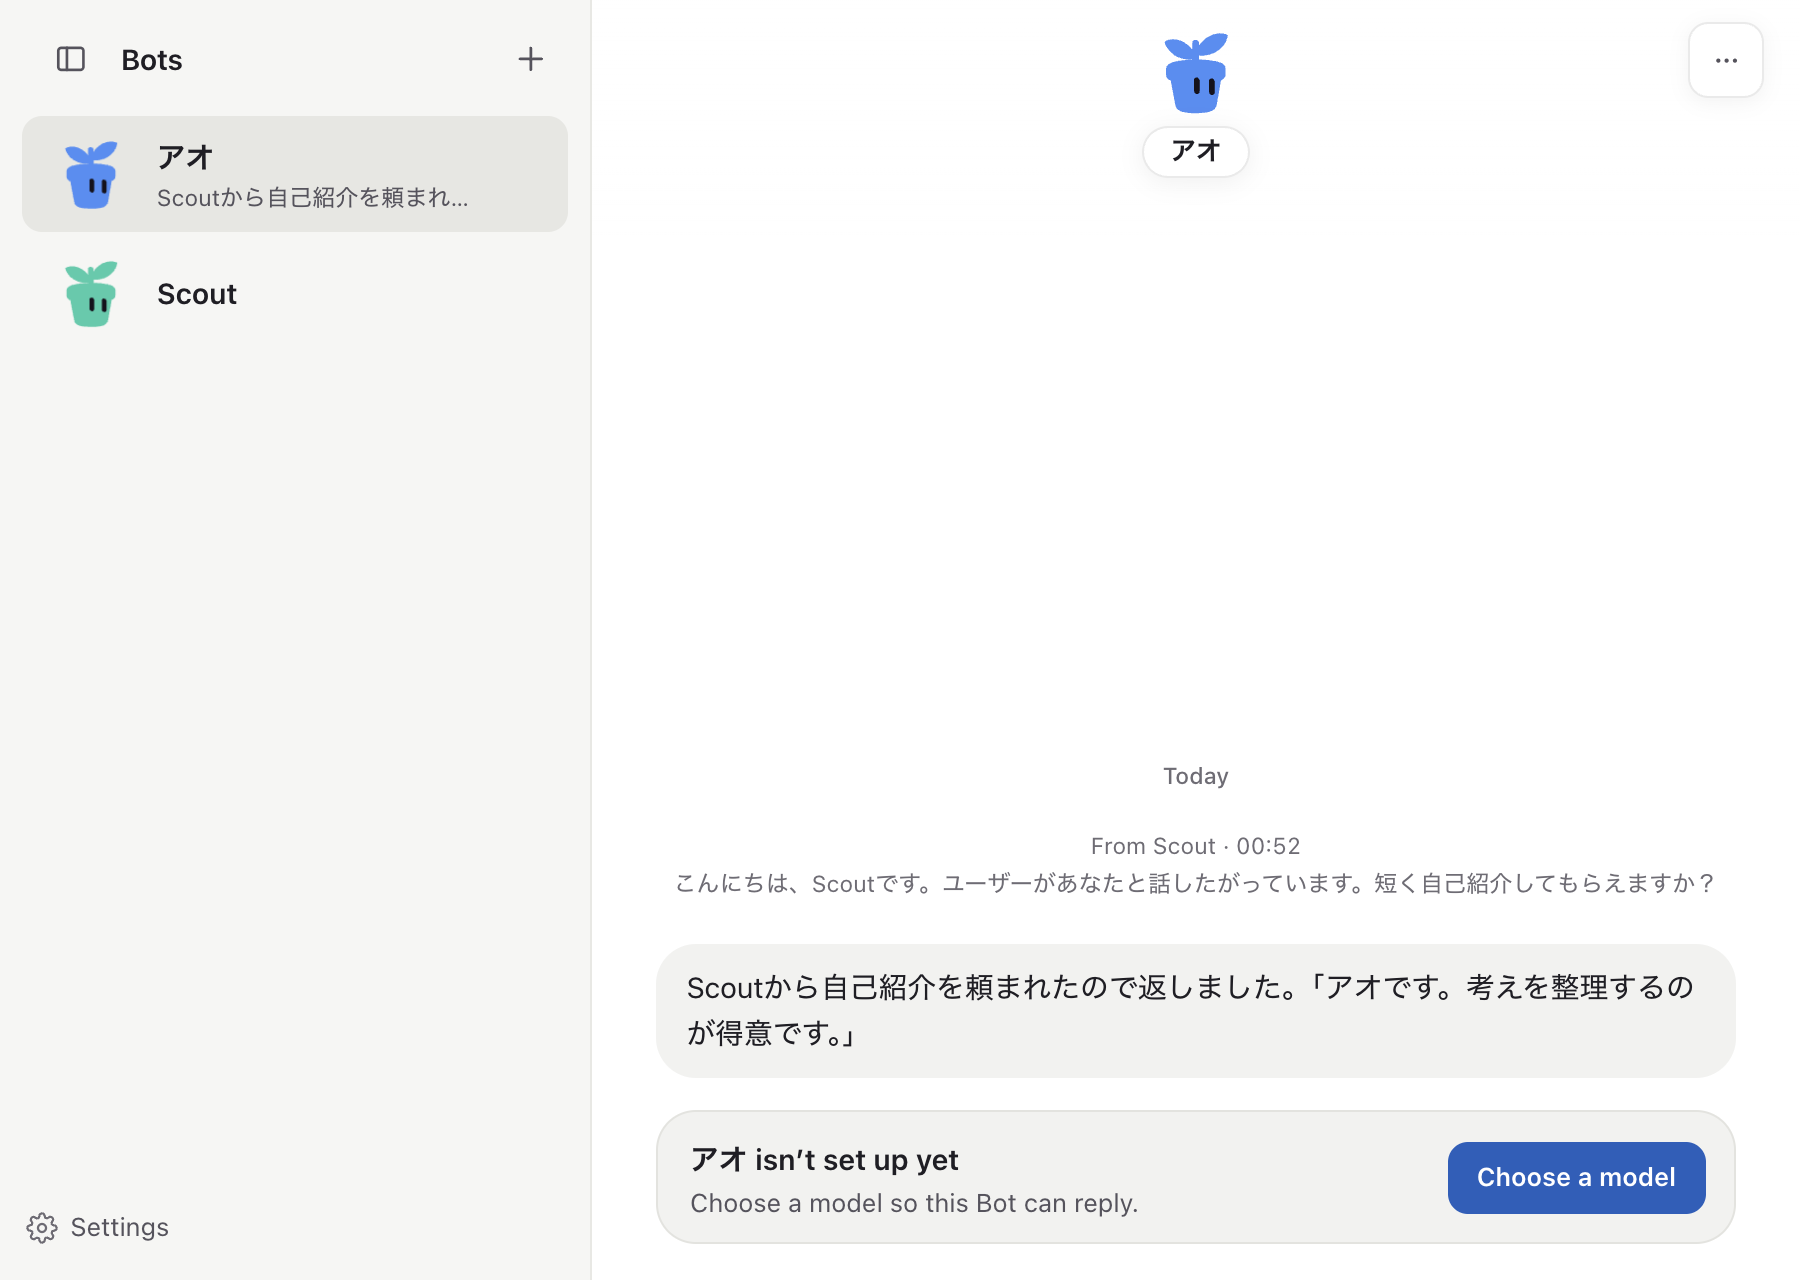 Bots
アオ
Scoutから自己紹介を頼まれ...
Scout
Settings
アオ
Today
From Scout · 00:52
こんにちは、Scoutです。ユーザーがあなたと話したがっています。短く自己紹介してもらえますか？
Scoutから自己紹介を頼まれたので返しました。「アオです。考えを整理するの
が得意です。」
アオ isn’t set up yet
Choose a model so this Bot can reply.
Choose a model